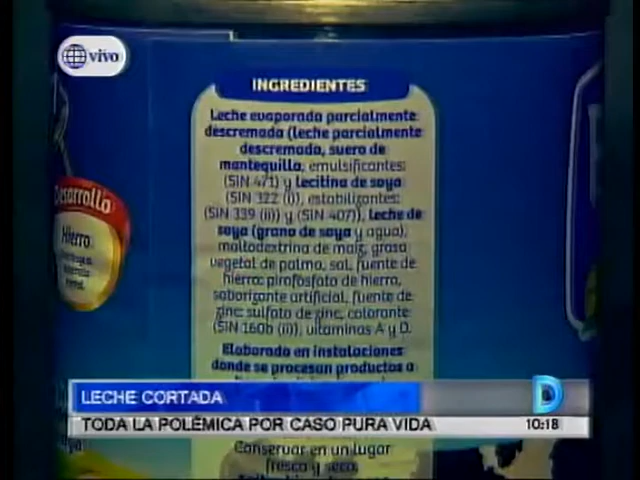 vivo
INGREDIENTES
Leche evaporada parcialmente
descremada (leche parcialmente
descremada, suero de
mantequilla, emulsificantes:
(SIN 471) y lecitina de soya
(SIN 322 (i)), estabilizantes:
(SIN 339 (ii)) y (SIN 407), leche de
soya (grano de soya y agua),
maltodextrina de maíz, grasa
vegetal de palma, sal, fuente de
hierro: pirofosfato de hierro,
saborizante artificial, fuente de
zinc: sulfato de zinc, colorante
(SIN 160b (ii)), vitaminas A y D.
Elaborado en instalaciones
donde se procesan productos a
Desarrollo
Hierro
LECHE CORTADA
D
TODA LA POLÉMICA POR CASO PURA VIDA
10:18
Conservar en un lugar
fresco y seco.